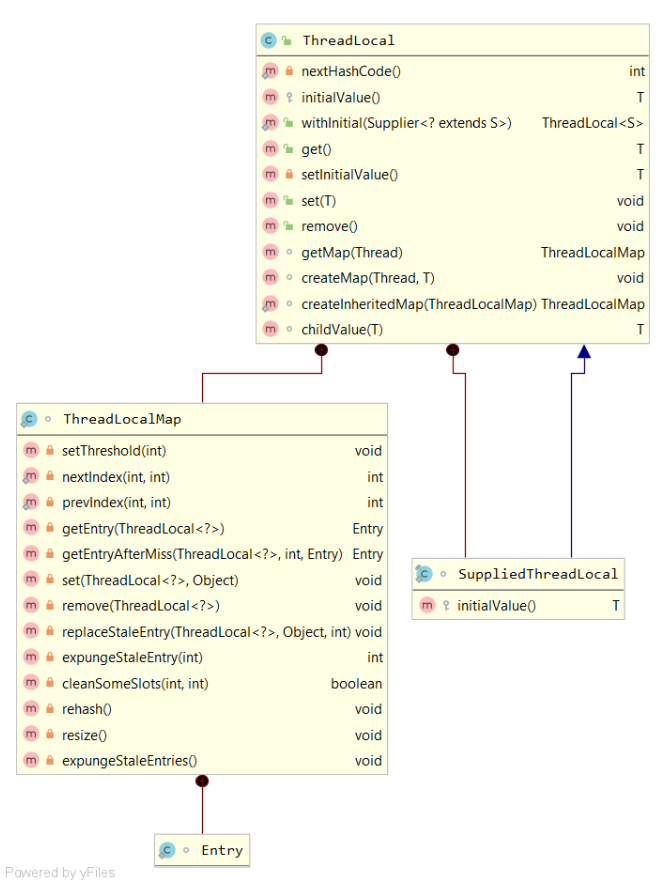 ThreadLocal
nextHashCode() int
initialValue() T
withInitial(Supplier<? extends S>) ThreadLocal<S>
get() T
setInitialValue() T
set(T) void
remove() void
getMap(Thread) ThreadLocalMap
createMap(Thread, T) void
createInheritedMap(ThreadLocalMap) ThreadLocalMap
childValue(T) T
ThreadLocalMap
setThreshold(int) void
nextIndex(int, int) int
prevIndex(int, int) int
getEntry(ThreadLocal<?>) Entry
getEntryAfterMiss(ThreadLocal<?>, int, Entry) Entry
set(ThreadLocal<?>, Object) void
remove(ThreadLocal<?>) void
replaceStaleEntry(ThreadLocal<?>, Object, int) void
expungeStaleEntry(int) int
cleanSomeSlots(int, int) boolean
rehash() void
resize() void
expungeStaleEntries() void
SuppliedThreadLocal
initialValue() T
Entry
Powered by yFiles